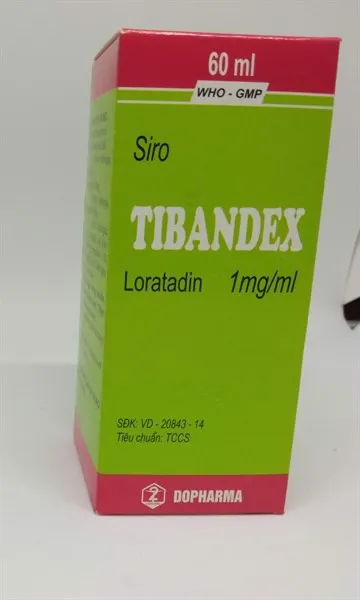 60 ml
WHO - GMP
Siro
TIBANDEX
Loratadin 1mg/ml
SĐK: VD - 20843 - 14
Tiêu chuẩn: TCCS
DOPHARMA